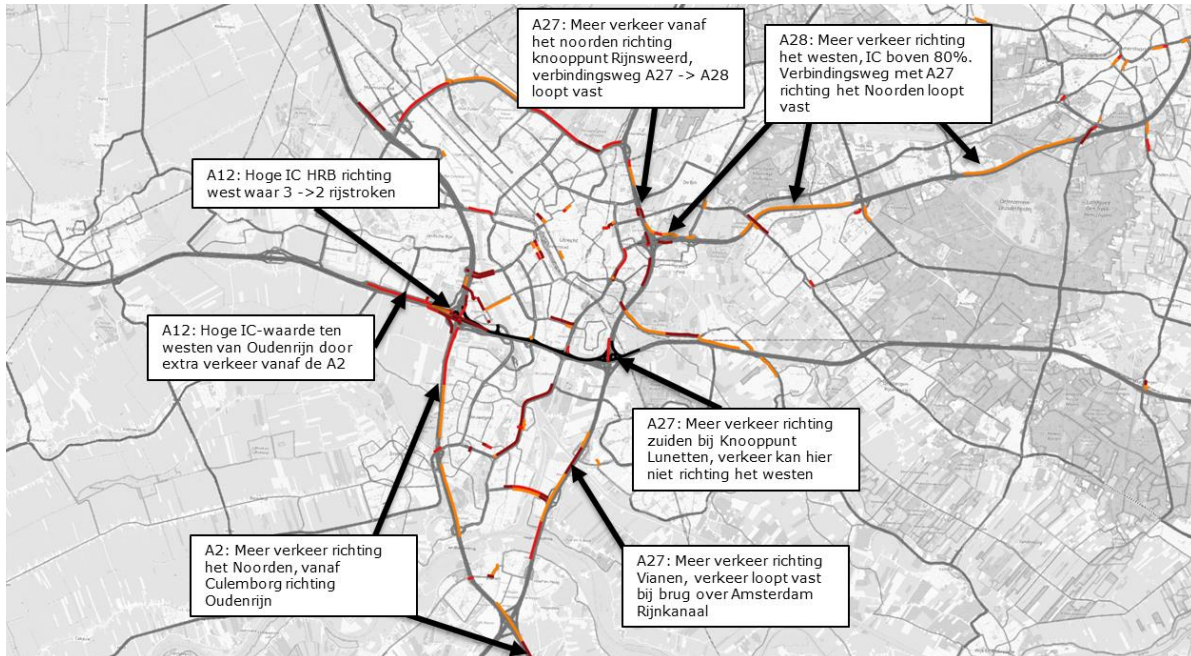 A27: Meer verkeer vanaf
het noorden richting
knooppunt Rijnsweerd,
verbindingsweg A27 -> A28
loopt vast
A28: Meer verkeer richting
het westen, IC boven 80%.
Verbindingsweg met A27
richting het Noorden loopt
vast
A12: Hoge IC HRB richting
west waar 3 ->2 rijstroken
Utrecht
A12: Hoge IC-waarde ten
westen van Oudenrijn door
extra verkeer vanaf de A2
A27: Meer verkeer richting
zuiden bij Knooppunt
Lunetten, verkeer kan hier
niet richting het westen
A2: Meer verkeer richting
het Noorden, vanaf
Culemborg richting
Oudenrijn
A27: Meer verkeer richting
Vianen, verkeer loopt vast
bij brug over Amsterdam
Rijnkanaal